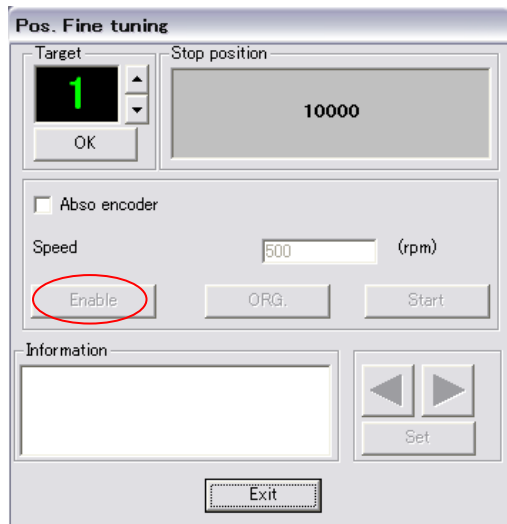 Pos. Fine tuning
Target
Stop position
1
10000
OK
Abso encoder
Speed
500
(rpm)
Enable
ORG.
Start
Information
Set
Exit